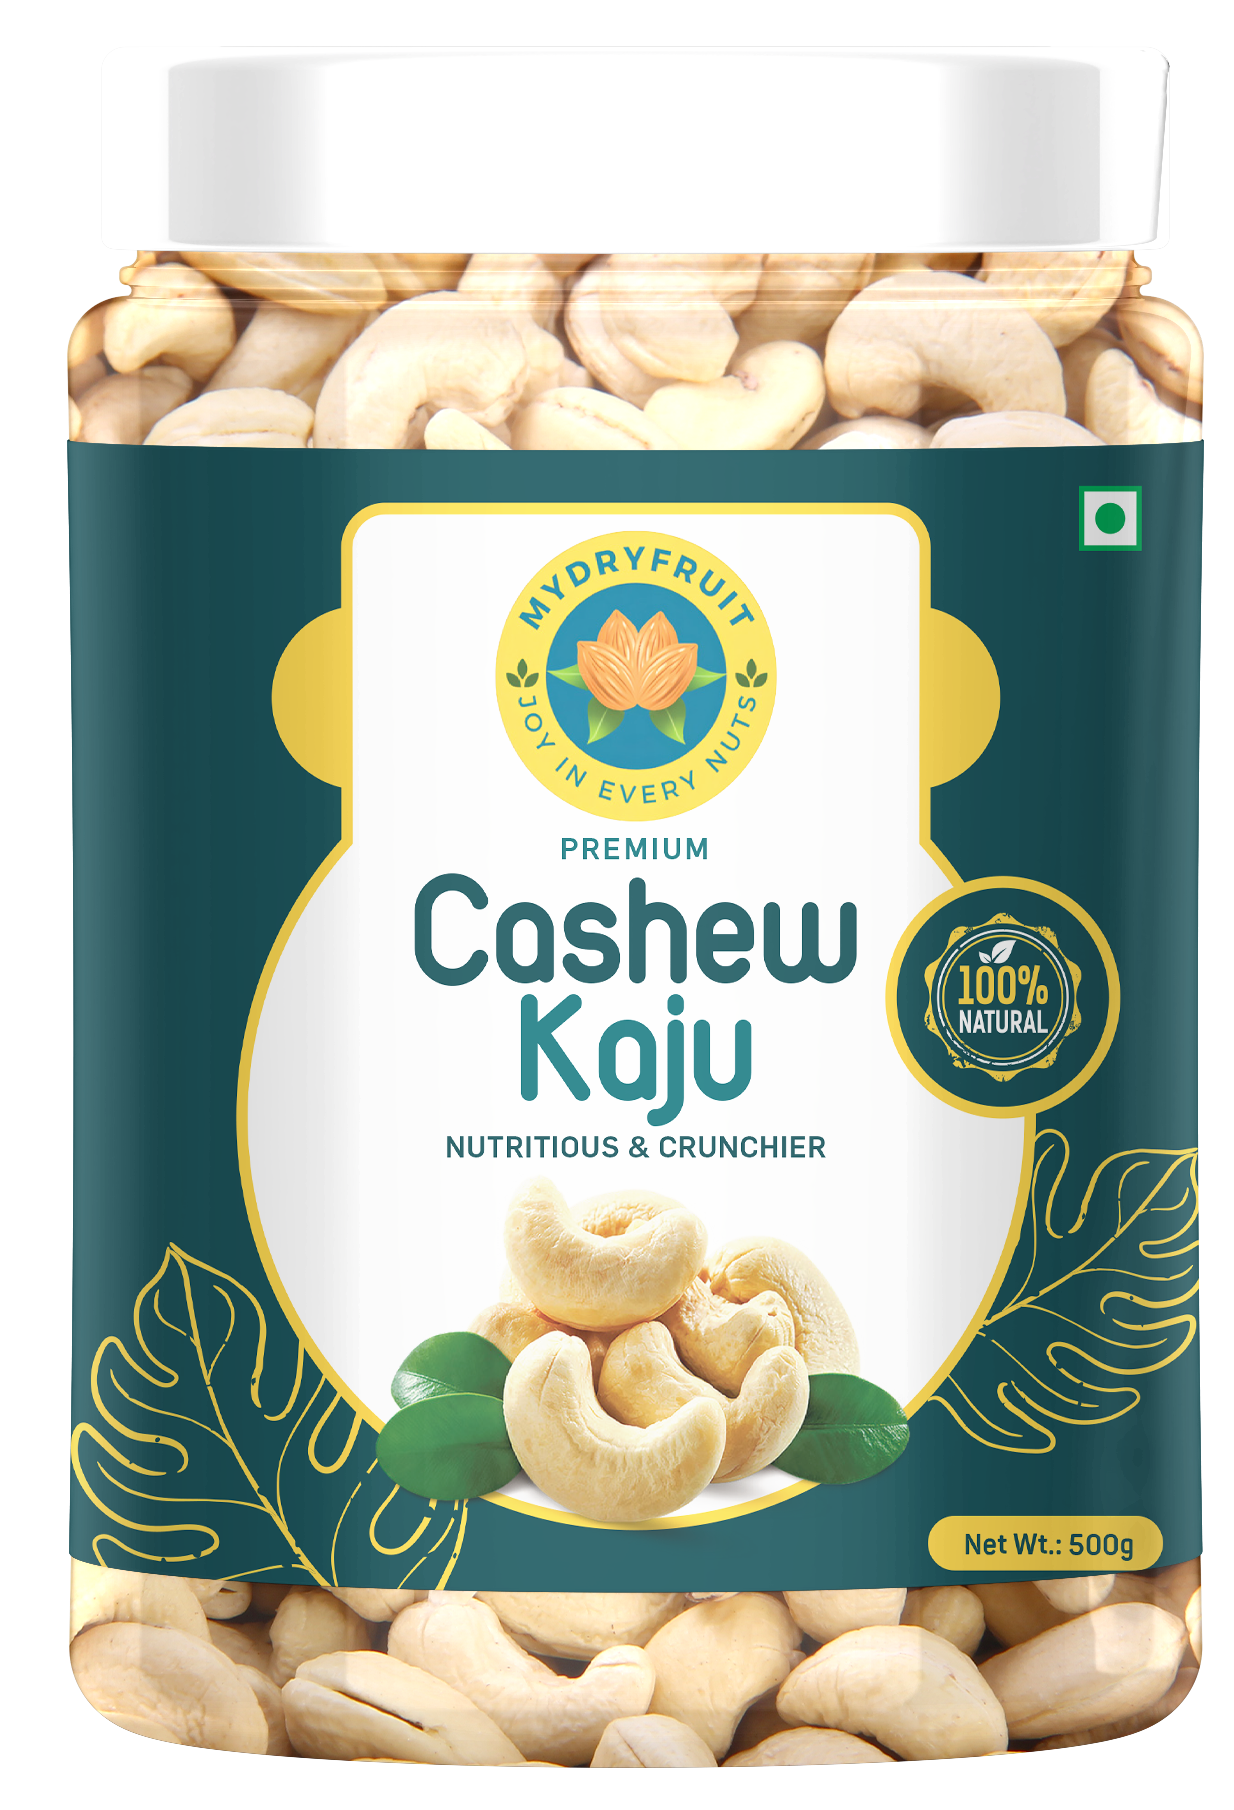 MYDRYFRUIT
JOY IN EVERY NUTS
PREMIUM
Cashew
Kaju
100%
NATURAL
NUTRITIOUS & CRUNCHIER
Net Wt.: 500g